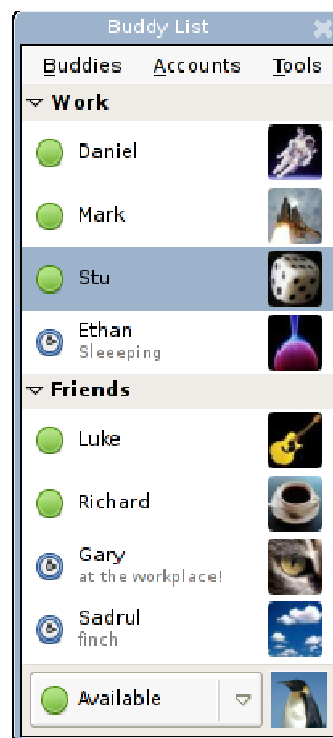 Buddy List
Buddies Accounts Tools
Work
Daniel
Mark
Stu
Ethan
Sleeeping
Friends
Luke
Richard
Gary
at the workplace!
Sadrul
finch
Available